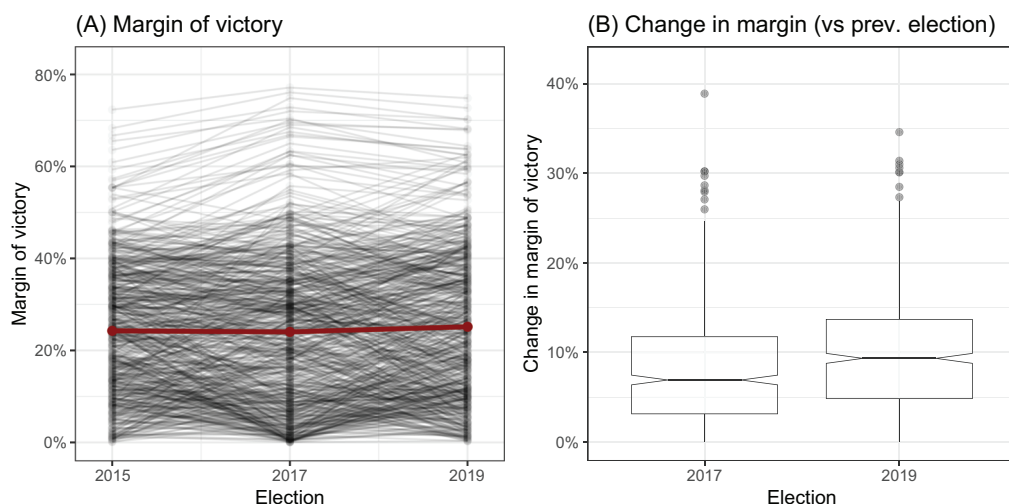 (A) Margin of victory
Margin of victory
80%
60%
40%
20%
0%
2015 2017 2019
Election
(B) Change in margin (vs prev. election)
Change in margin of victory
40%
30%
20%
10%
0%
2017 2019
Election